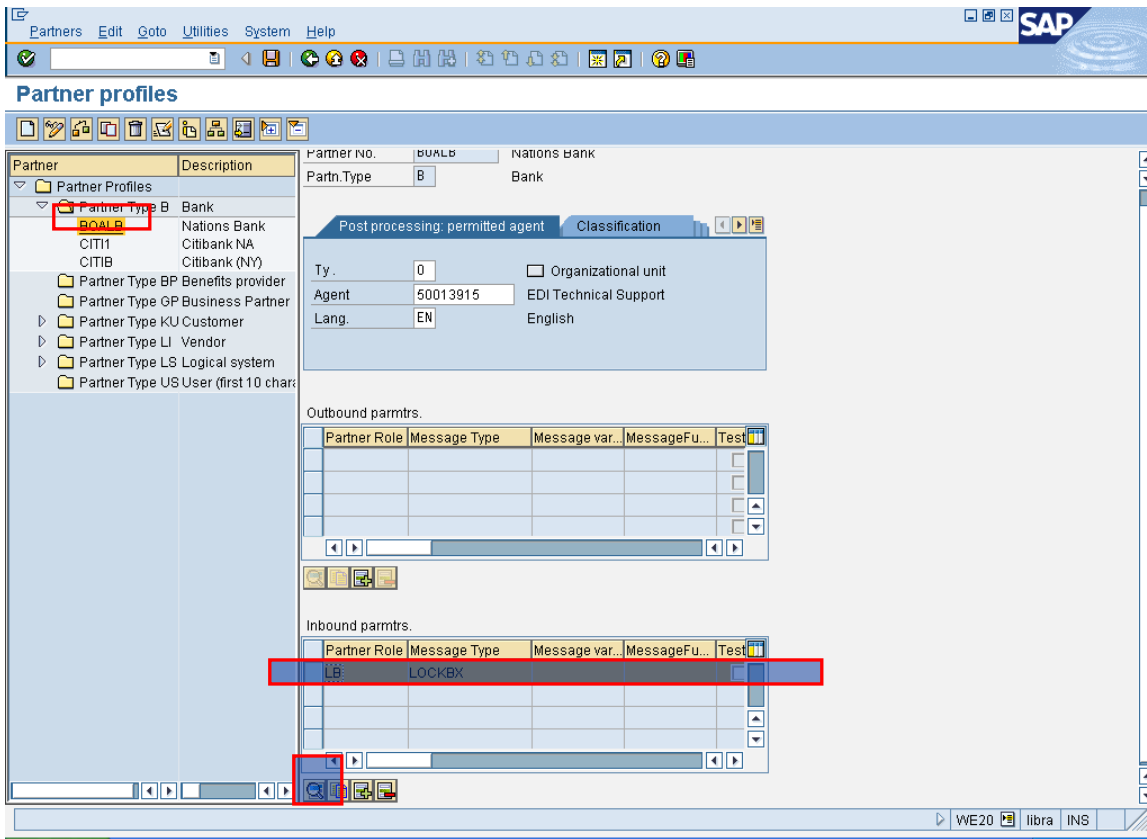 Partners Edit Goto Utilities System Help
SAP
Partner profiles
Partner Description
Partner Profiles
Partner Type B Bank
BOALB Nations Bank
CITI1 Citibank NA
CITIB Citibank (NY)
Partner Type BP Benefits provider
Partner Type GP Business Partner
Partner Type KU Customer
Partner Type LI Vendor
Partner Type LS Logical system
Partner Type US User (first 10 chara
Partner No. BOALB Nations Bank
Partn.Type B Bank
Post processing: permitted agent Classification
Ty. 0 Organizational unit
Agent 50013915 EDI Technical Support
Lang. EN English
Outbound parmtrs.
Partner Role Message Type Message var... MessageFu... Test
Inbound parmtrs.
Partner Role Message Type Message var... MessageFu... Test
LB LOCKBX
WE20 libra INS